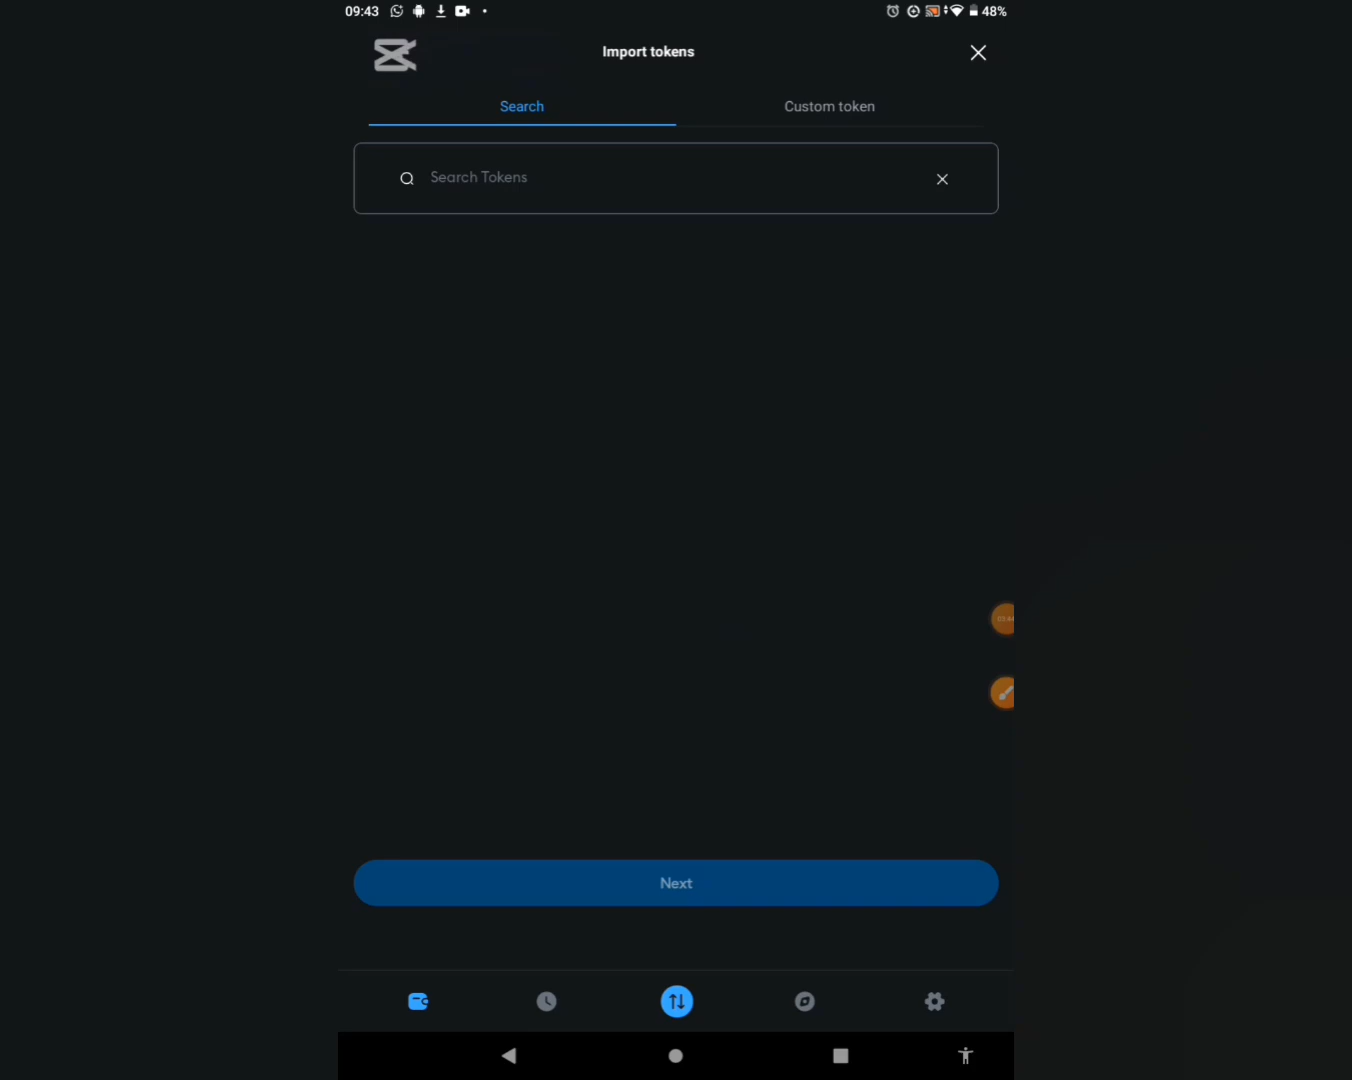 09:43
48%
Import tokens
Search
Custom token
Search Tokens
Next